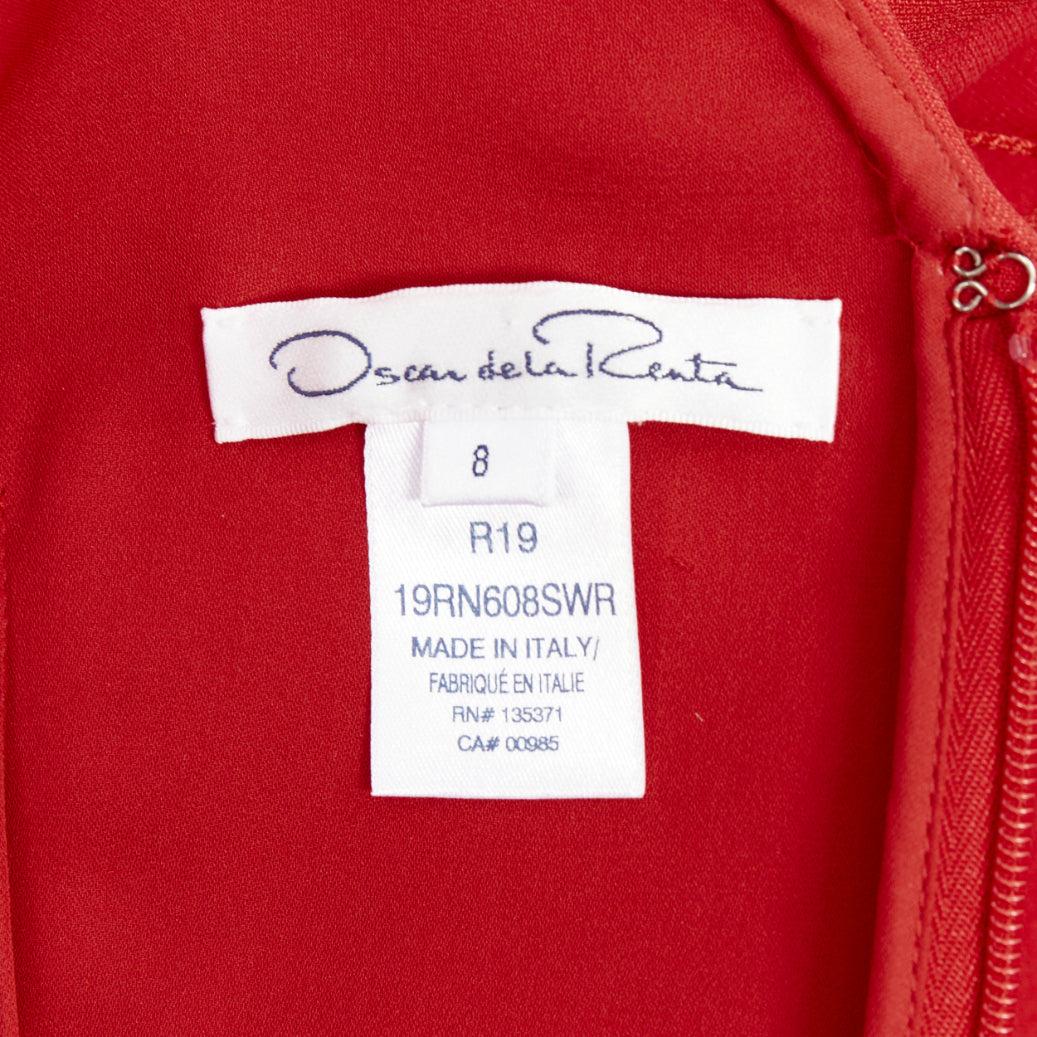 Oscar de la Renta
8
R19
19RN608SWR
MADE IN ITALY/
FABRIQUÉ EN ITALIE
RN# 135371
CA# 00985